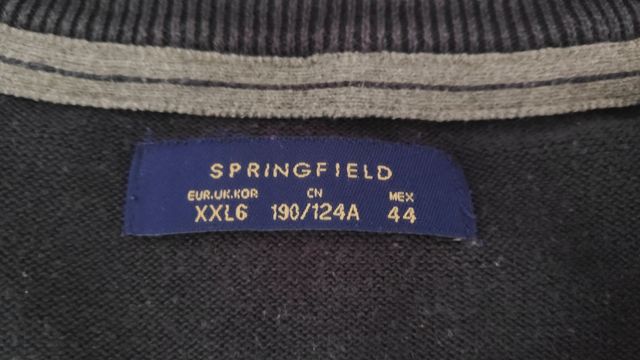 SPRINGFIELD
EUR.UK.KOR CN MEX
XXL6 190/124A 44